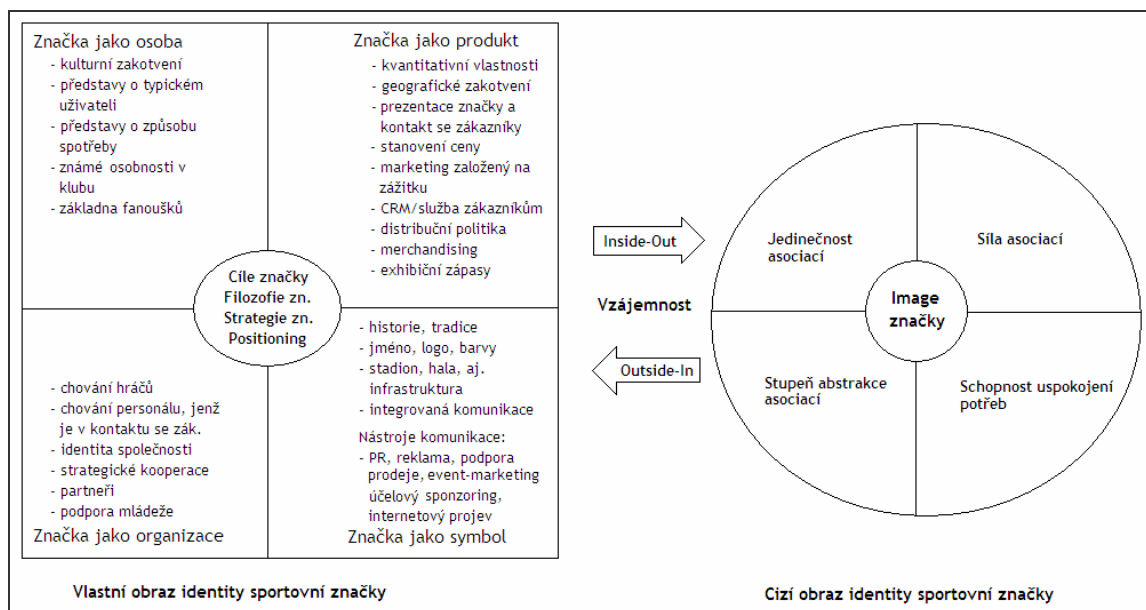 Značka jako osoba
- kulturní zakotvení
- představy o typickém
uživateli
- představy o způsobu
spotřeby
- známé osobnosti v
klubu
- základna fanoušků
Značka jako produkt
- kvantitativní vlastnosti
- geografické zakotvení
- prezentace značky a
kontakt se zákazníky
- stanovení ceny
- marketing založený na
zážitku
- CRM/služba zákazníkům
- distribuční politika
- merchandising
- exhibiční zápasy
Cíle značky
Filozofie zn.
Strategie zn.
Positioning
- chování hráčů
- chování personálu, jenž
je v kontaktu se zák.
- identita společnosti
- strategické kooperace
- partneři
- podpora mládeže
Značka jako organizace
- historie, tradice
- jméno, logo, barvy
- stadion, hala, aj.
infrastruktura
- integrovaná komunikace
Nástroje komunikace:
- PR, reklama, podpora
prodeje, event-marketing
účelový sponzoring,
internetový projev
Značka jako symbol
Vlastní obraz identity sportovní značky
Inside-Out
Vzájemnost
Outside-In
Jedinečnost
asociací
Síla asociací
Image
značky
Stupeň abstrakce
asociací
Schopnost uspokojení
potřeb
Cizí obraz identity sportovní značky